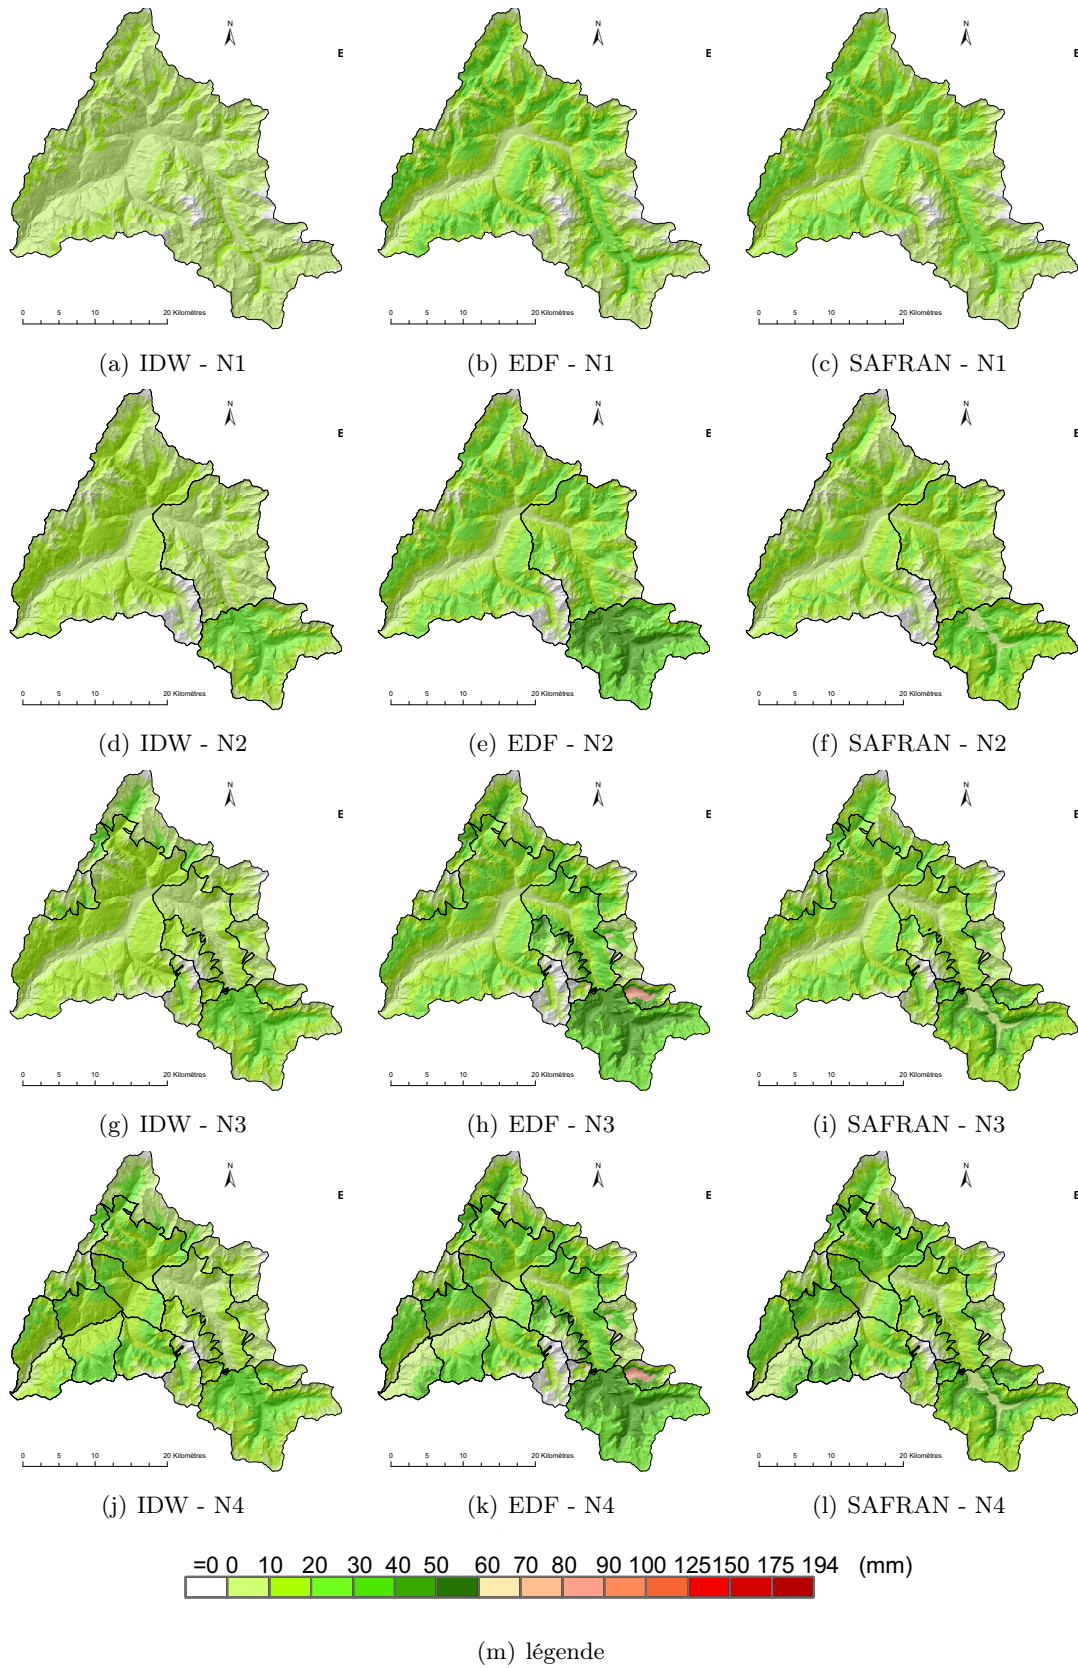 N N N
E E E
0 5 10 20 Kilomètres 0 5 10 20 Kilomètres 0 5 10 20 Kilomètres
(a) IDW - N1 (b) EDF - N1 (c) SAFRAN - N1
N N N
E E E
0 5 10 20 Kilomètres 0 5 10 20 Kilomètres 0 5 10 20 Kilomètres
(d) IDW - N2 (e) EDF - N2 (f) SAFRAN - N2
N N N
E E E
0 5 10 20 Kilomètres 0 5 10 20 Kilomètres 0 5 10 20 Kilomètres
(g) IDW - N3 (h) EDF - N3 (i) SAFRAN - N3
N N N
E E E
0 5 10 20 Kilomètres 0 5 10 20 Kilomètres 0 5 10 20 Kilomètres
(j) IDW - N4 (k) EDF - N4 (l) SAFRAN - N4
=0 0 10 20 30 40 50 60 70 80 90 100 125 150 175 194 (mm)
(m) légende